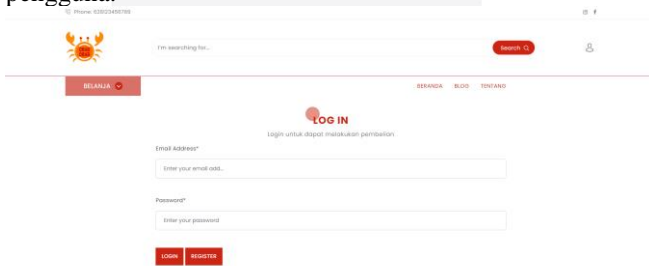 pengguna.
Phone: 628123456789
I'm searching for...
Search
BELANJA
BERANDA BLOG TENTANG
LOG IN
Login untuk dapat melakukan pembelian
Email Address*
Enter your email add...
Password*
Enter your password
LOGIN REGISTER